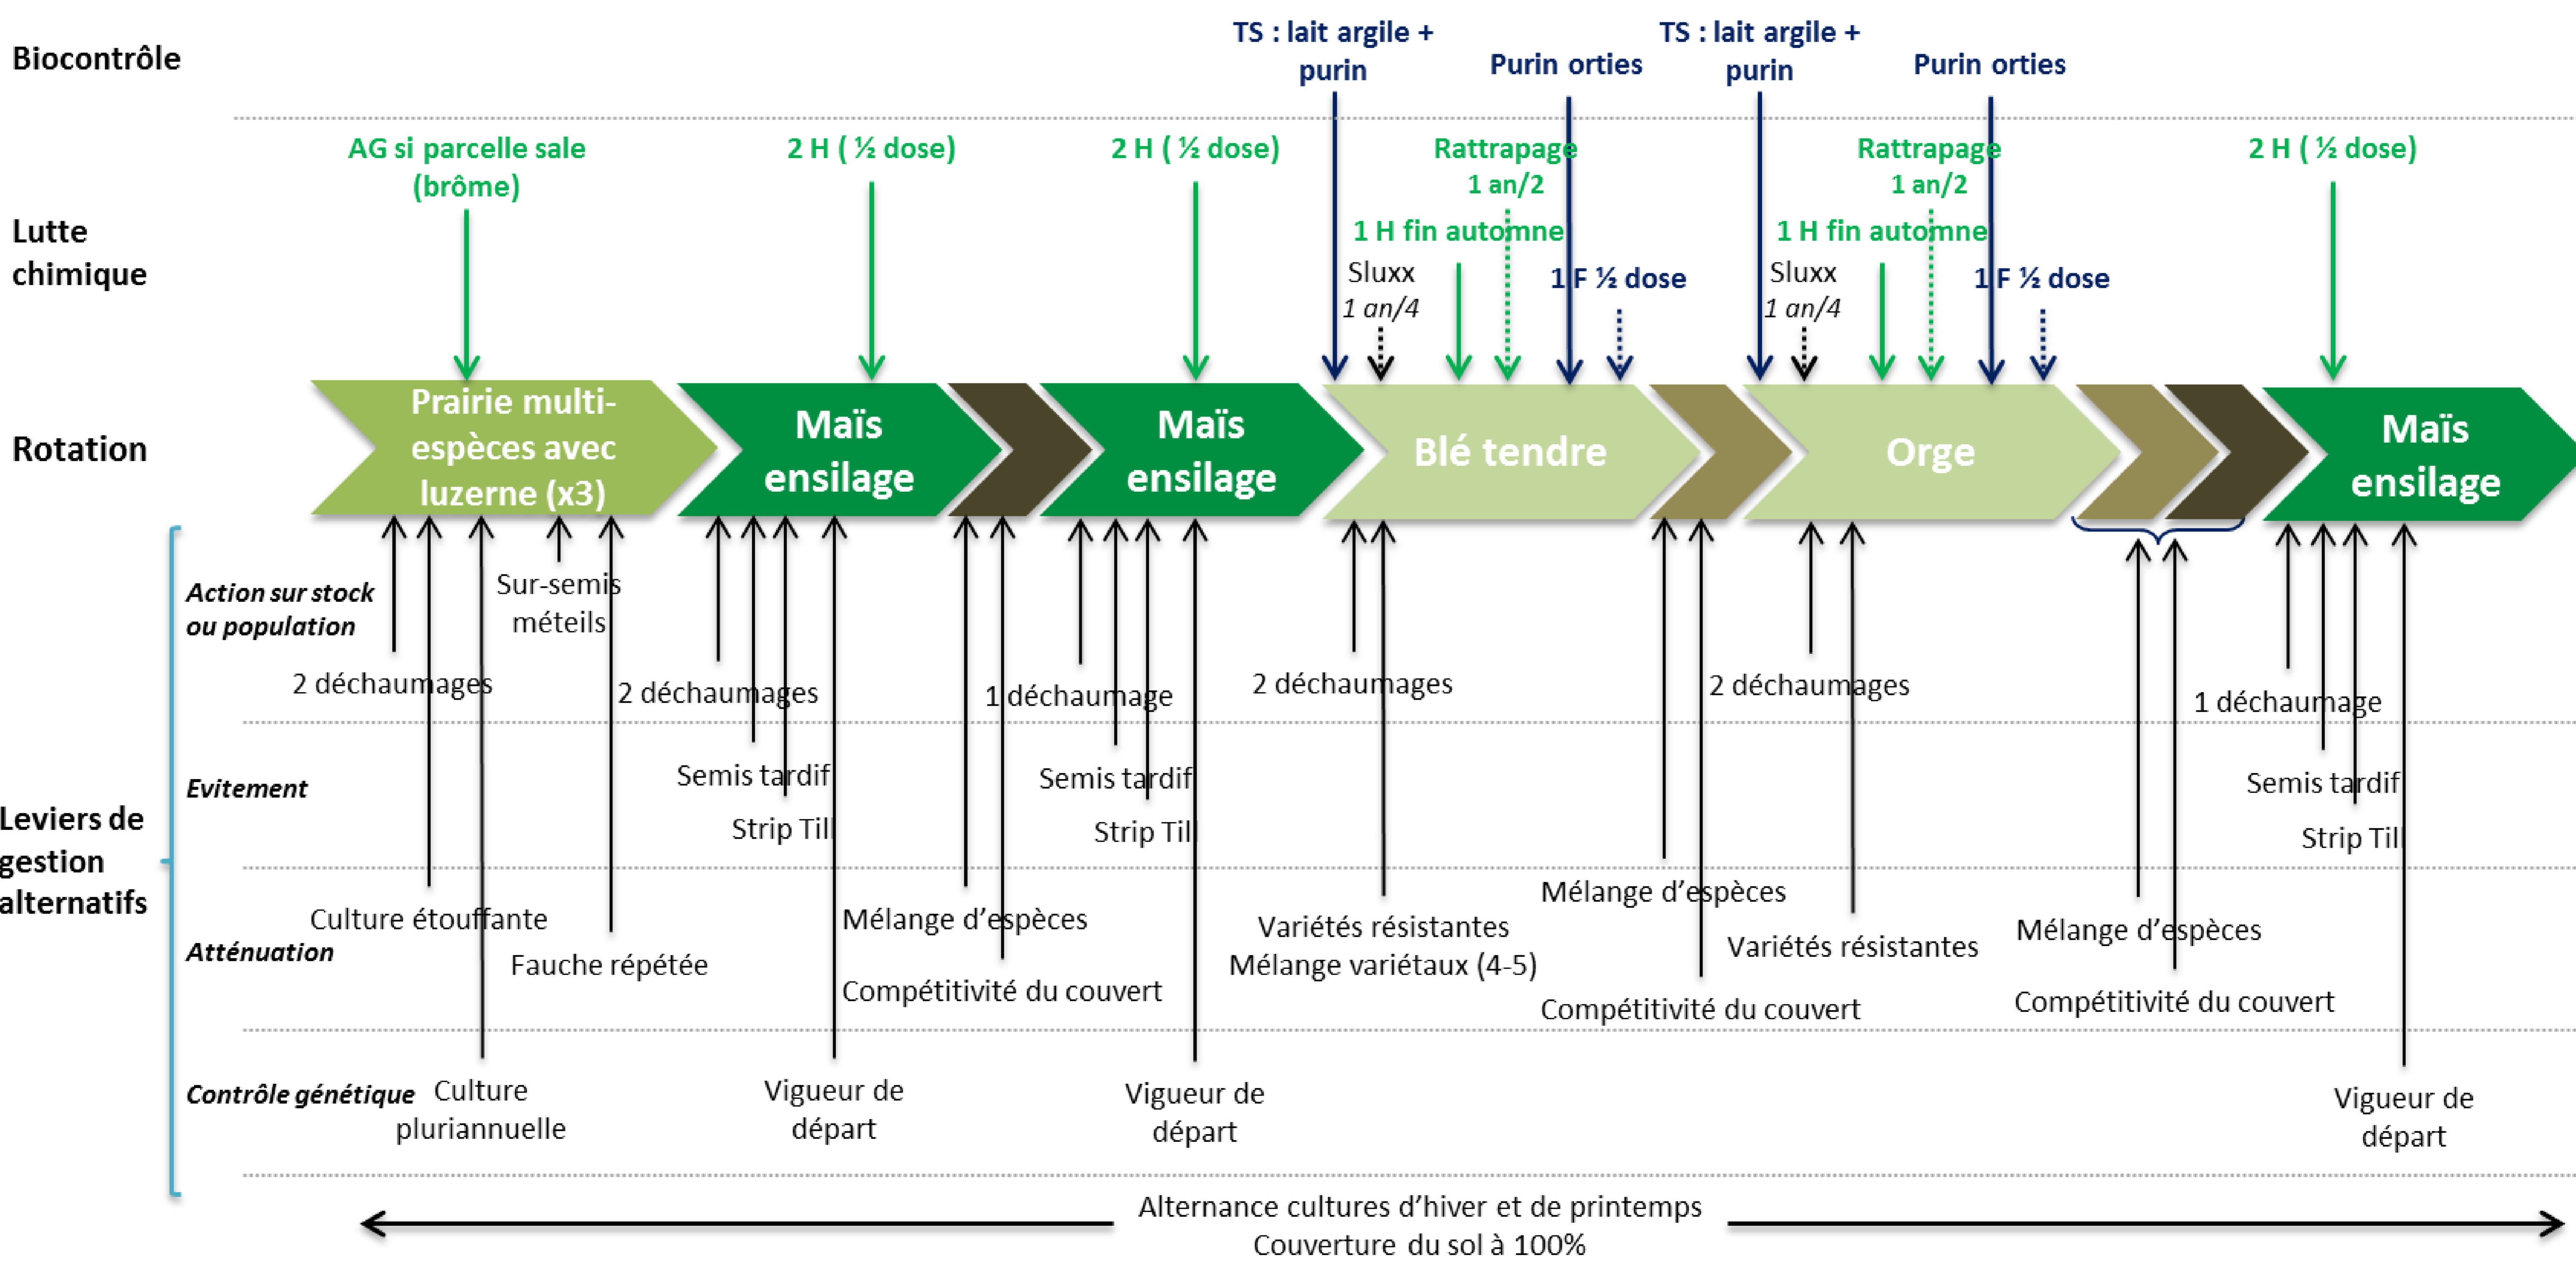 Biocontrôle
TS : lait argile +
purin
Purin orties
TS : lait argile +
purin
Purin orties
Lutte
chimique
AG si parcelle sale
(brôme)
2 H ( ½ dose)
2 H ( ½ dose)
Rattrapage
1 an/2
1 H fin automne
Sluxx
1 an/4
1 F ½ dose
Rattrapage
1 an/2
1 H fin automne
Sluxx
1 an/4
1 F ½ dose
2 H ( ½ dose)
Rotation
Prairie multi-
espèces avec
luzerne (x3)
Maïs
ensilage
Maïs
ensilage
Blé tendre
Orge
Maïs
ensilage
Leviers de
gestion
alternatifs
Action sur stock
ou population
2 déchaumages
Sur-semis
méteils
2 déchaumages
1 déchaumage
2 déchaumages
2 déchaumages
1 déchaumage
Evitement
Semis tardif
Strip Till
Semis tardif
Strip Till
Semis tardif
Strip Till
Atténuation
Culture étouffante
Fauche répétée
Mélange d'espèces
Compétitivité du couvert
Variétés résistantes
Mélange variétaux (4-5)
Mélange d'espèces
Compétitivité du couvert
Variétés résistantes
Mélange d'espèces
Compétitivité du couvert
Contrôle génétique
Culture
pluriannuelle
Vigueur de
départ
Vigueur de
départ
Vigueur de
départ
Alternance cultures d'hiver et de printemps
Couverture du sol à 100%